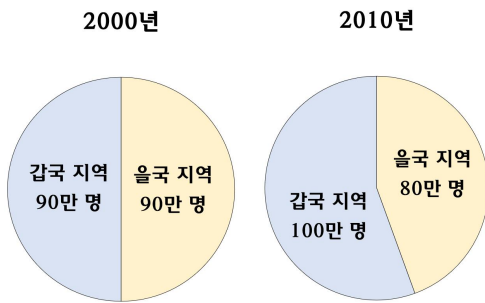 2000년
갑국 지역
90만 명
을국 지역
90만 명
2010년
갑국 지역
100만 명
을국 지역
80만 명